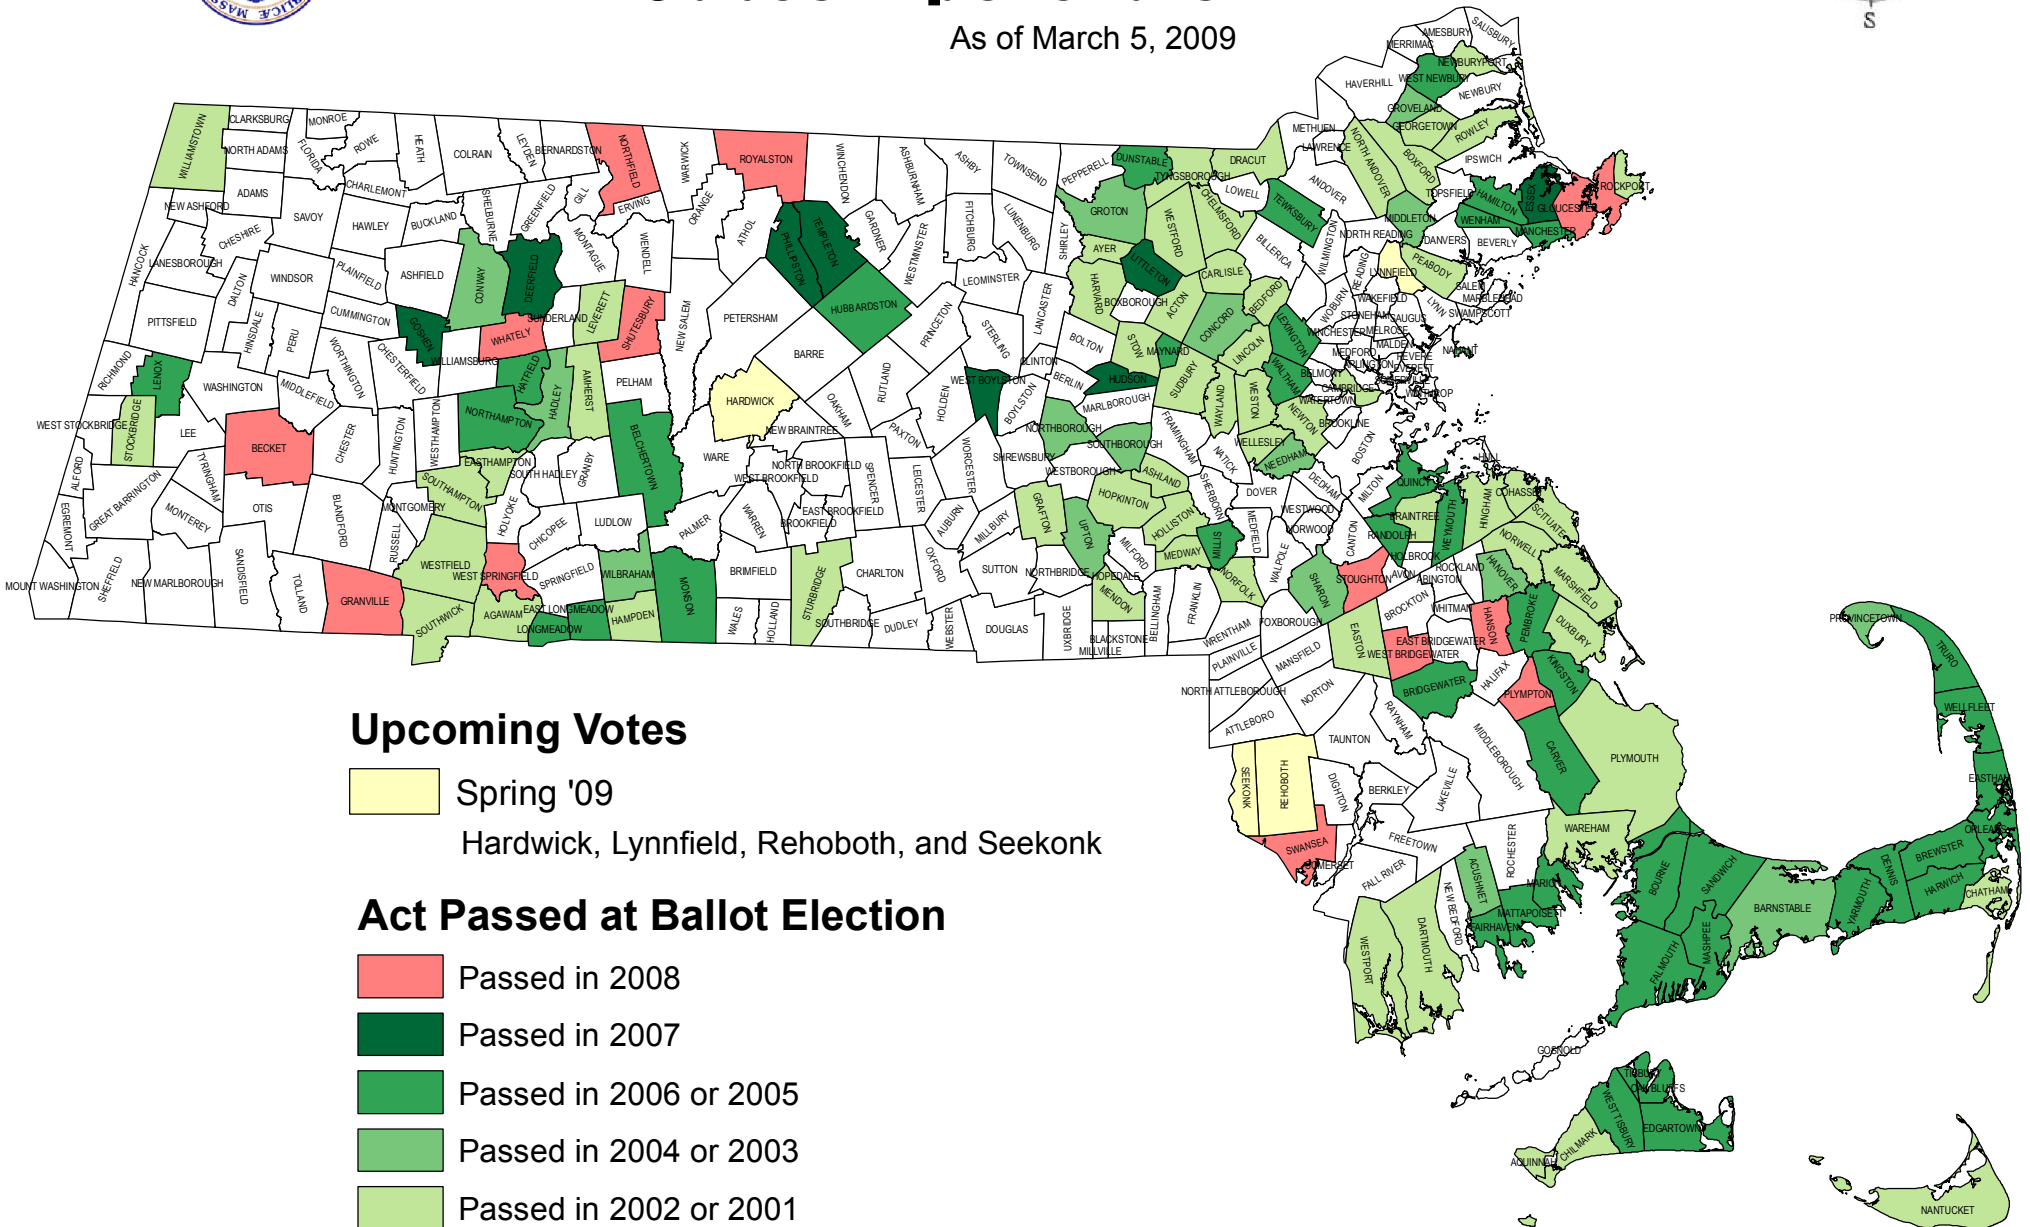 As of March 5, 2009
S
AMESBURY
SALISBURY
MERRIMAC
NEWBURYPORT
WEST NEWBURY
HAVERHILL
NEWBURY
GROVELAND
GEORGETOWN
ROWLEY
METHUEN
LAWRENCE
NORTH ANDOVER
BOXFORD
IPSWICH
WILLIAMSTOWN
CLARKSBURG
MONROE
NORTH ADAMS
FLORIDA
ROWE
HEATH
COLRAIN
LEYDEN
BERNARDSTON
NORTHFIELD
WARWICK
ROYALSTON
WINCHENDON
ASHBURNHAM
ASHBY
TOWNSEND
PEPPERELL
DUNSTABLE
TYNGSBOROUGH
DRACUT
LOWELL
ANDOVER
TOPSFIELD
HAMILTON
ESSEX
GLOUCESTER
ROCKPORT
ADAMS
NEW ASHFORD
SAVOY
CHARLEMONT
HAWLEY
BUCKLAND
SHELBURNE
GREENFIELD
GILL
ERVING
ORANGE
ATHOL
PHILLIPSTON
TEMPLETON
GARDNER
WESTMINSTER
FITCHBURG
LUNENBURG
SHIRLEY
GROTON
WESTFORD
CHELMSFORD
TEWKSBURY
BILLERICA
WILMINGTON
NORTH READING
MIDDLETON
WENHAM
MANCHESTER
BEVERLY
DANVERS
HANCOCK
LANESBOROUGH
CHESHIRE
DALTON
WINDSOR
PLAINFIELD
ASHFIELD
CONWAY
DEERFIELD
MONTAGUE
WENDELL
AYER
LITTLETON
HARVARD
BOXBOROUGH
ACTON
CARLISLE
BEDFORD
READING
LYNNFIELD
PEABODY
SALEM
MARBLEHEAD
SWAMPSCOTT
LYNN
WAKEFIELD
WOBURN
STONEHAM
SAUGUS
WINCHESTER
MELROSE
MALDEN
MEDFORD
REVERE
ARLINGTON
EVERETT
NAHANT
BELMONT
CAMBRIDGE
WATERTOWN
WINTHROP
PITTSFIELD
HINSDALE
PERU
CUMMINGTON
GOSHEN
WHATELY
SUNDERLAND
LEVERETT
SHUTESBURY
NEW SALEM
PETERSHAM
HUBBARDSTON
PRINCETON
LEOMINSTER
STERLING
LANCASTER
BOLTON
STOW
MAYNARD
CONCORD
LINCOLN
LEXINGTON
WALTHAM
RICHMOND
LENOX
WASHINGTON
MIDDLEFIELD
WORTHINGTON
CHESTERFIELD
WILLIAMSBURG
HATFIELD
HADLEY
AMHERST
PELHAM
BARRE
HARDWICK
OAKHAM
RUTLAND
HOLDEN
WEST BOYLSTON
CLINTON
BERLIN
BOYLSTON
HUDSON
MARLBOROUGH
SUDBURY
WAYLAND
WESTON
NEWTON
BROOKLINE
BOSTON
WEST STOCKBRIDGE
STOCKBRIDGE
LEE
BECKET
CHESTER
HUNTINGTON
WESTHAMPTON
NORTHAMPTON
BELCHERTOWN
NEW BRAINTREE
PAXTON
NORTHBOROUGH
SOUTHBOROUGH
FRAMINGHAM
NATICK
WELLESLEY
NEEDHAM
DEDHAM
MILTON
QUINCY
HULL
ALFORD
TYRINGHAM
GREAT BARRINGTON
MONTEREY
OTIS
BLANDFORD
MONTGOMERY
EASTHAMPTON
SOUTHAMPTON
SOUTH HADLEY
GRANBY
HOLYOKE
WARE
NORTH BROOKFIELD
WEST BROOKFIELD
SPENCER
LEICESTER
WORCESTER
SHREWSBURY
WESTBOROUGH
ASHLAND
HOPKINTON
SHERBORN
DOVER
WESTWOOD
NORWOOD
CANTON
BRAINTREE
RANDOLPH
WEYMOUTH
HINGHAM
COHASSET
SCITUATE
NORWELL
EGREMONT
RUSSELL
CHICOPEE
LUDLOW
PALMER
WARREN
EAST BROOKFIELD
BROOKFIELD
AUBURN
MILLBURY
GRAFTON
UPTON
MILFORD
HOLLISTON
MEDWAY
MILLIS
MEDFIELD
WALPOLE
SHARON
STOUGHTON
HOLBROOK
AVON
ABINGTON
ROCKLAND
HANOVER
MARSHFIELD
MOUNT WASHINGTON
SHEFFIELD
NEW MARLBOROUGH
SANDISFIELD
TOLLAND
GRANVILLE
WESTFIELD
WEST SPRINGFIELD
SPRINGFIELD
WILBRAHAM
MONSON
BRIMFIELD
STURBRIDGE
CHARLTON
OXFORD
SUTTON
NORTHBRIDGE
HOPEDALE
MENDON
BELLINGHAM
FRANKLIN
NORFOLK
BROCKTON
WHITMAN
HANSON
PEMBROKE
DUXBURY
SOUTHWICK
AGAWAM
EAST LONGMEADOW
LONGMEADOW
HAMPDEN
WALES
HOLLAND
SOUTHBRIDGE
DUDLEY
WEBSTER
DOUGLAS
UXBRIDGE
BLACKSTONE
MILLVILLE
WRENTHAM
FOXBOROUGH
PLAINVILLE
MANSFIELD
EASTON
EAST BRIDGEWATER
WEST BRIDGEWATER
BRIDGEWATER
HALIFAX
PLYMPTON
KINGSTON
NORTH ATTLEBOROUGH
NORTON
ATTLEBORO
RAYNHAM
TAUNTON
MIDDLEBOROUGH
CARVER
PLYMOUTH
PROVINCETOWN
TRURO
WELLFLEET
EASTHAM
ORLEANS
BREWSTER
DENNIS
HARWICH
CHATHAM
YARMOUTH
BARNSTABLE
SANDWICH
BOURNE
MASHPEE
FALMOUTH
SEEKONK
REHOBOTH
DIGHTON
BERKLEY
LAKEVILLE
SWANSEA
SOMERSET
FREETOWN
FALL RIVER
ROCHESTER
WAREHAM
ACUSHNET
MARION
MATTAPOISETT
FAIRHAVEN
NEW BEDFORD
DARTMOUTH
WESTPORT
GOSNOLD
TISBURY
OAK BLUFFS
WEST TISBURY
EDGARTOWN
CHILMARK
AQUINNAH
NANTUCKET
Upcoming Votes
Spring '09
Hardwick, Lynnfield, Rehoboth, and Seekonk
Act Passed at Ballot Election
Passed in 2008
Passed in 2007
Passed in 2006 or 2005
Passed in 2004 or 2003
Passed in 2002 or 2001